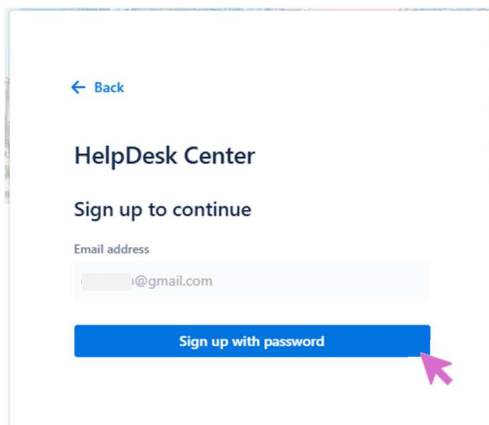 ← Back
HelpDesk Center
Sign up to continue
Email address
@gmail.com
Sign up with password